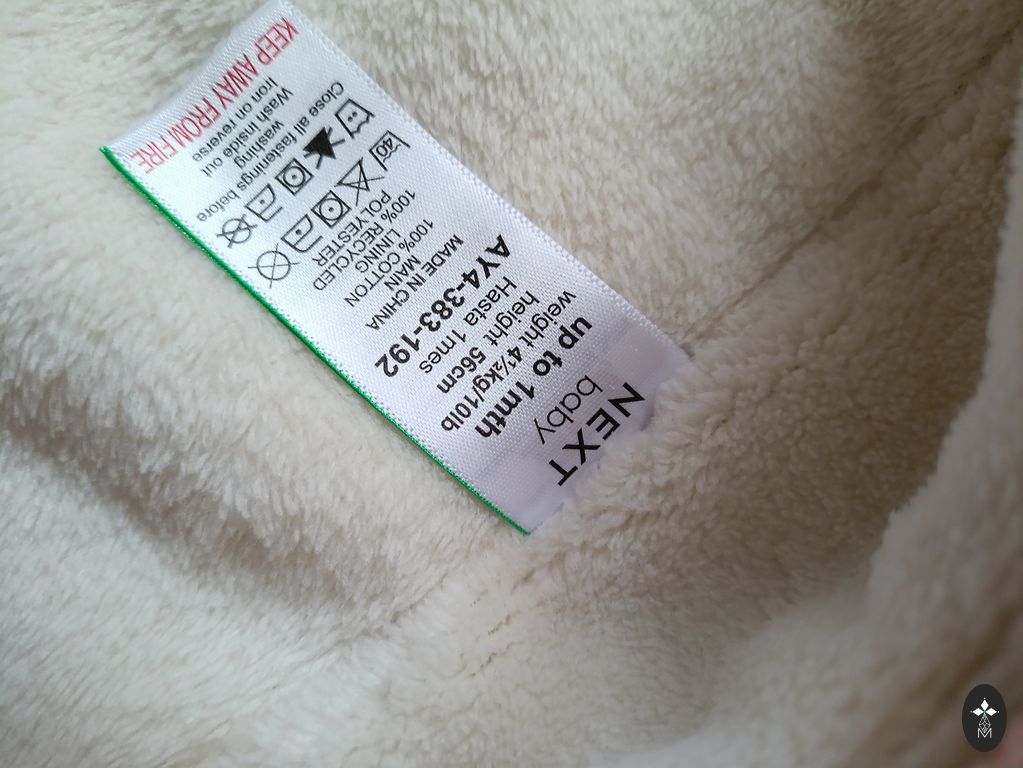 NEXT
baby
up to 1mth
weight 4½kg/10lb
height 56cm
Hasta 1mes
AY4-383-192
MADE IN CHINA
MAIN
100% COTTON
LINING
100% RECYCLED
POLYESTER
40
Close all fastenings before
washing
Wash inside out
Iron on reverse
KEEP AWAY FROM FIRE
M